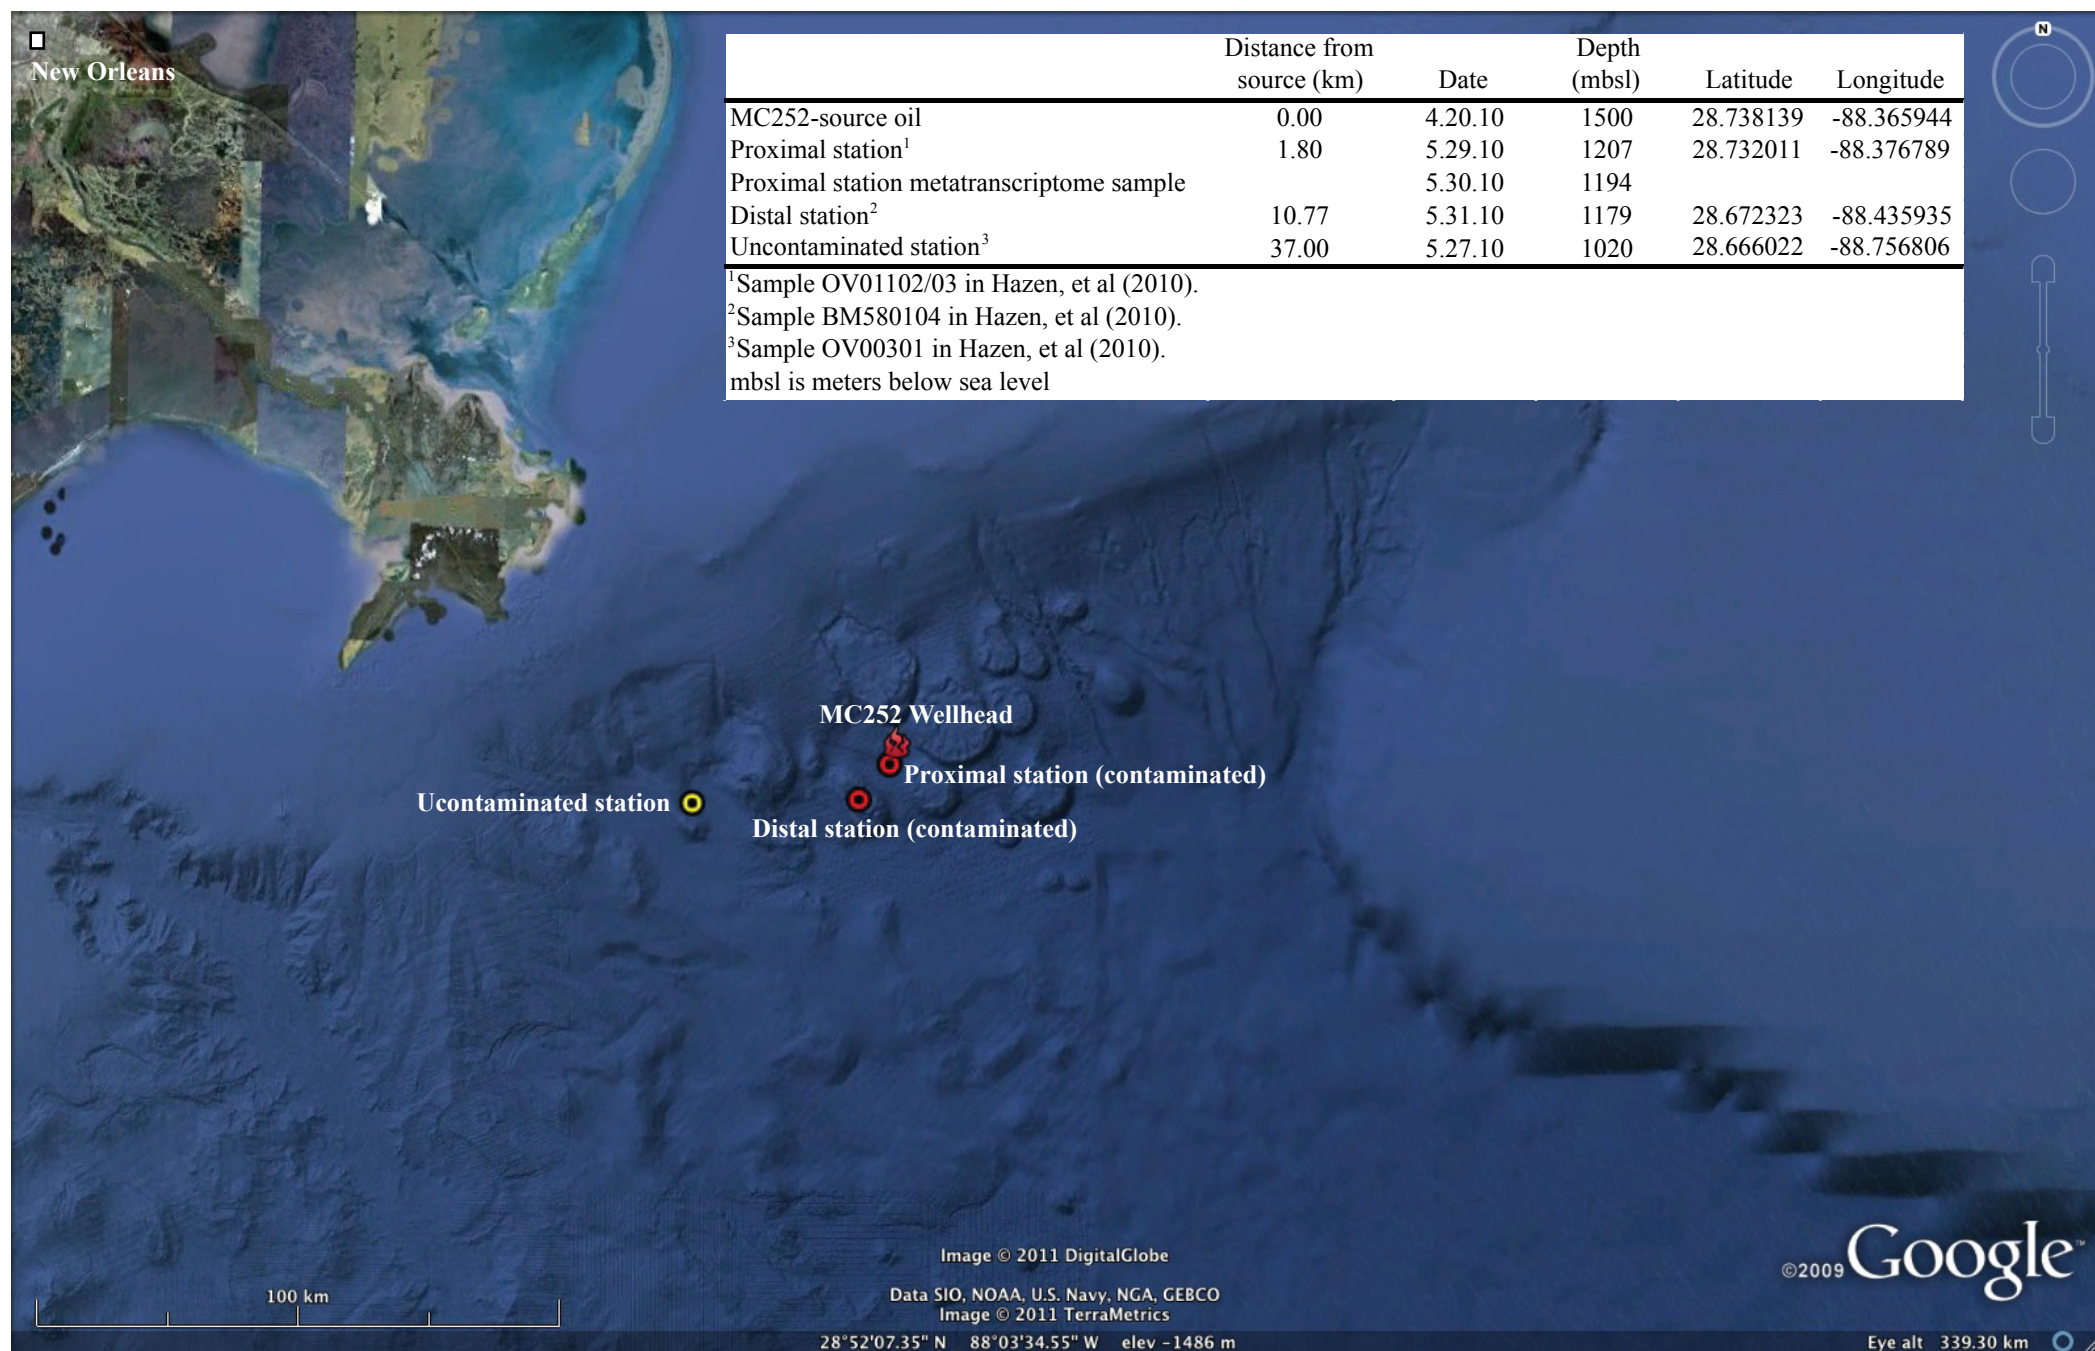 New Orleans
Distance from source (km) Date Depth (mbsl) Latitude Longitude
MC252-source oil 0.00 4.20.10 1500 28.738139 -88.365944
Proximal station1 1.80 5.29.10 1207 28.732011 -88.376789
Proximal station metatranscriptome sample 5.30.10 1194
Distal station2 10.77 5.31.10 1179 28.672323 -88.435935
Uncontaminated station3 37.00 5.27.10 1020 28.666022 -88.756806
1Sample OV01102/03 in Hazen, et al (2010).
2Sample BM580104 in Hazen, et al (2010).
3Sample OV00301 in Hazen, et al (2010).
mbsl is meters below sea level
N
MC252 Wellhead
Proximal station (contaminated)
Ucontaminated station
Distal station (contaminated)
Image © 2011 DigitalGlobe
Data SIO, NOAA, U.S. Navy, NGA, GEBCO
Image © 2011 TerraMetrics
©2009 Google™
100 km
28°52'07.35" N 88°03'34.55" W elev -1486 m
Eye alt 339.30 km